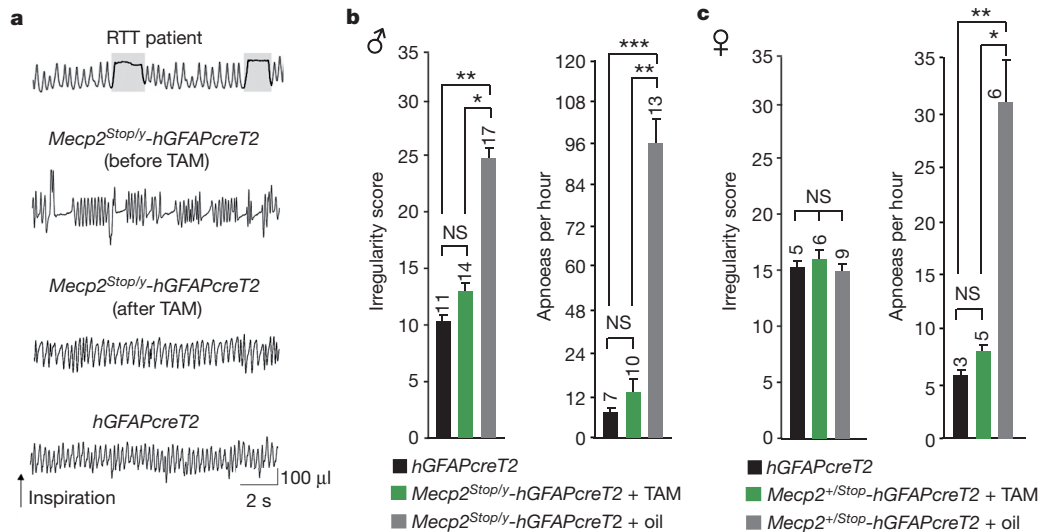 a
RTT patient
Mecp2Stop/y-hGFAPcreT2
(before TAM)
Mecp2Stop/y-hGFAPcreT2
(after TAM)
hGFAPcreT2
Inspiration
100 µl
2 s
b
♂
Irregularity score
35
30
25
20
15
10
5
0
**
*
NS
11
14
17
Apnoeas per hour
120
108
96
84
72
60
48
36
24
12
0
***
**
NS
7
10
13
hGFAPcreT2
Mecp2Stop/y-hGFAPcreT2 + TAM
Mecp2Stop/y-hGFAPcreT2 + oil
c
♀
Irregularity score
35
30
25
20
15
15
10
5
0
NS
5
6
9
Apnoeas per hour
35
30
25
20
15
10
5
0
**
*
NS
3
5
6
hGFAPcreT2
Mecp2+/Stop-hGFAPcreT2 + TAM
Mecp2+/Stop-hGFAPcreT2 + oil